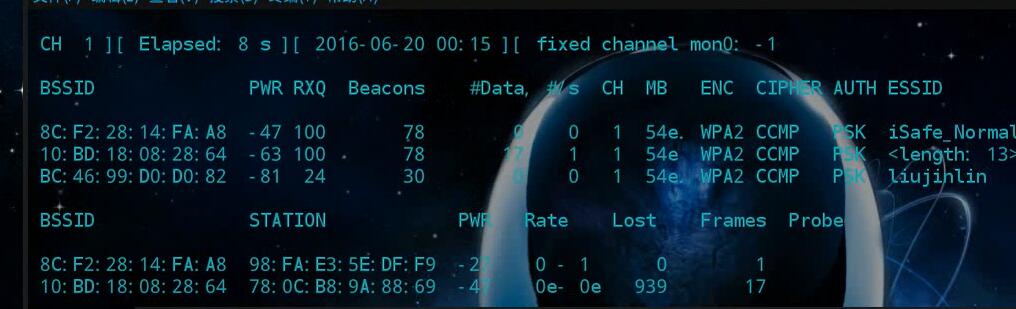 CH 1 ][ Elapsed: 8 s ][ 2016-06-20 00:15 ][ fixed channel mon0: -1
BSSID PWR RXQ Beacons #Data, #/s CH MB ENC CIPHER AUTH ESSID
8C:F2:28:14:FA:A8 -47 100 78 0 0 1 54e. WPA2 CCMP PSK iSafe_Normal
10:BD:18:08:28:64 -63 100 78 17 1 1 54e WPA2 CCMP PSK <length: 13>
BC:46:99:D0:D0:82 -81 24 30 0 0 1 54e. WPA2 CCMP PSK liujinlin
BSSID STATION PWR Rate Lost Frames Probe
8C:F2:28:14:FA:A8 98:FA:E3:5E:DF:F9 0 - 1 0 1
10:BD:18:08:28:64 78:0C:B8:9A:88:69 0e- 0e 939 17